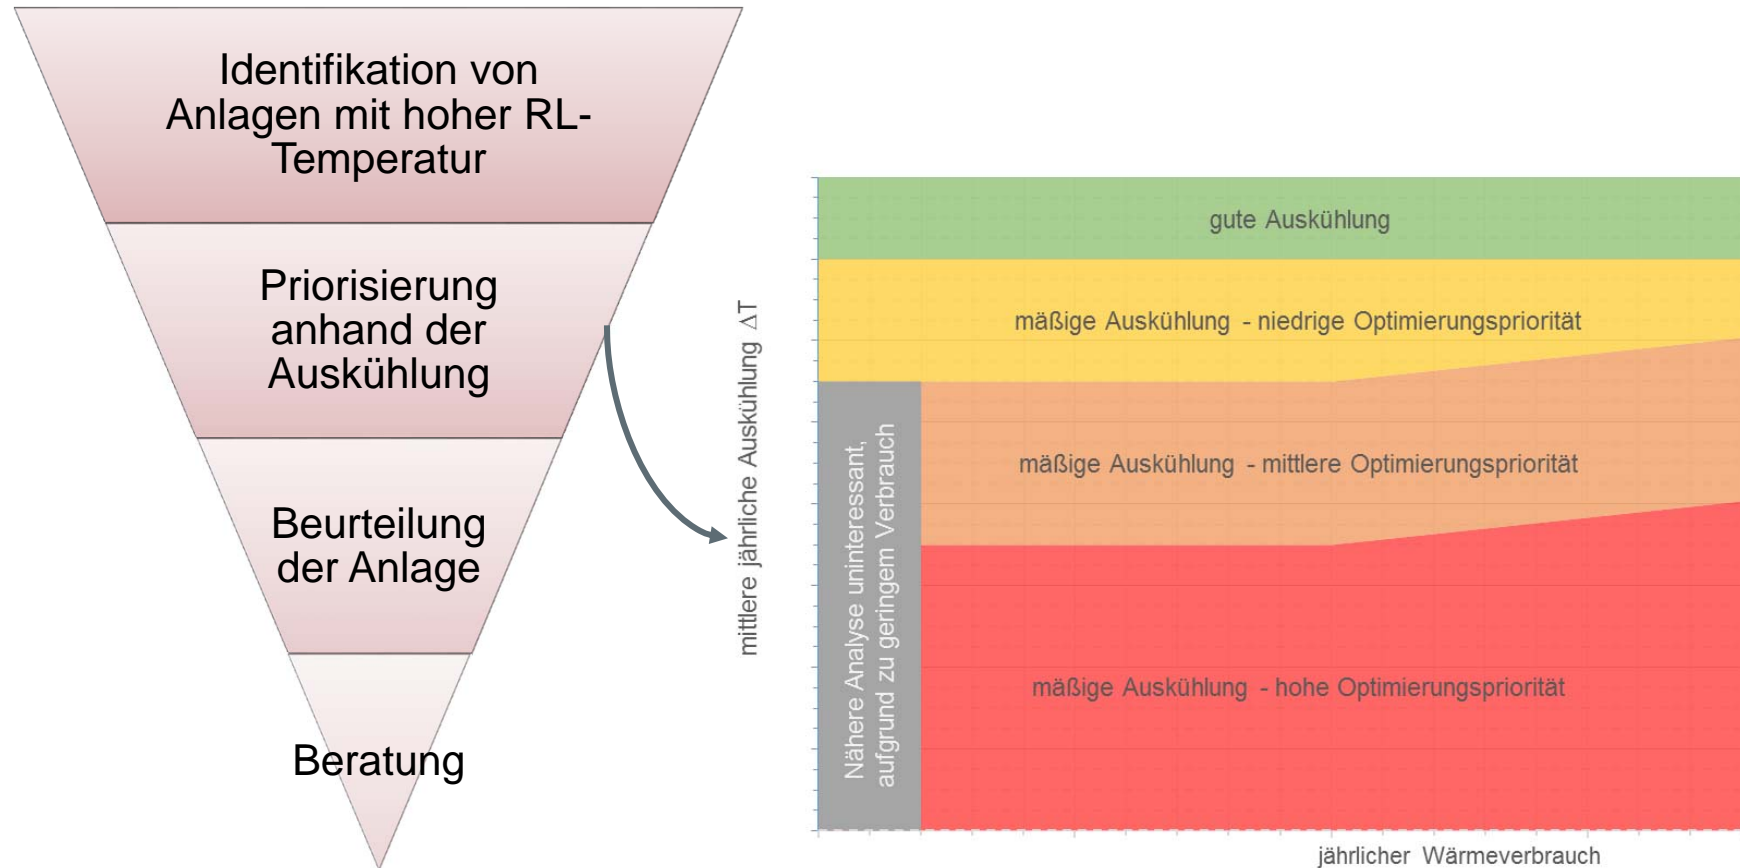 Identifikation von
Anlagen mit hoher RL-
Temperatur
Priorisierung
anhand der
Auskühlung
Beurteilung
der Anlage
Beratung
mittlere jährliche Auskühlung ΔT
gute Auskühlung
mäßige Auskühlung - niedrige Optimierungspriorität
mäßige Auskühlung - mittlere Optimierungspriorität
mäßige Auskühlung - hohe Optimierungspriorität
Nähere Analyse uninteressant,
aufgrund zu geringem Verbrauch
jährlicher Wärmeverbrauch